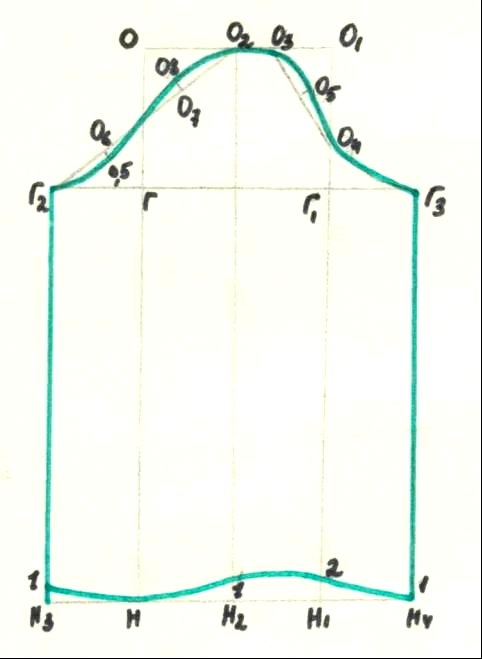 О О₂ О₃ О₁
О₈
О₅
О₇
О₆ О₄
0,5
Г₂ Г Г₁ Г₃
1 1 2 1
Н₃ Н Н₂ Н₁ Н₄